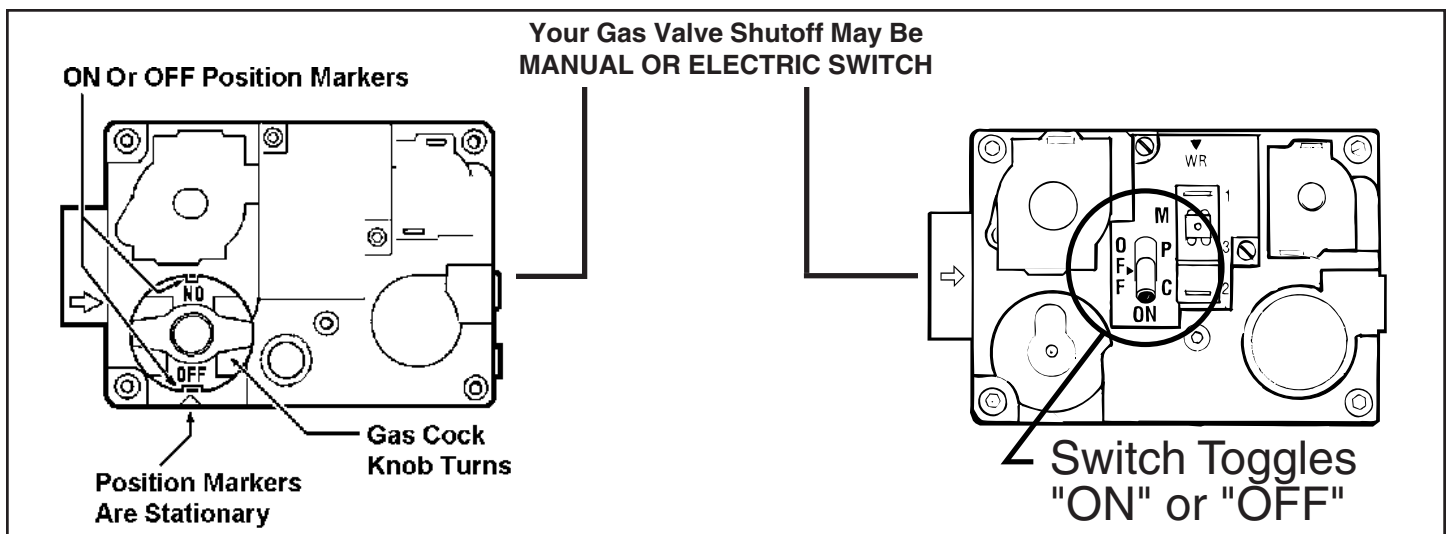 Your Gas Valve Shutoff May Be
MANUAL OR ELECTRIC SWITCH
ON Or OFF Position Markers
NO
OFF
Gas Cock
Knob Turns
Position Markers
Are Stationary
WR
1
M
3
P
OFF
C
2
ON
Switch Toggles
"ON" or "OFF"